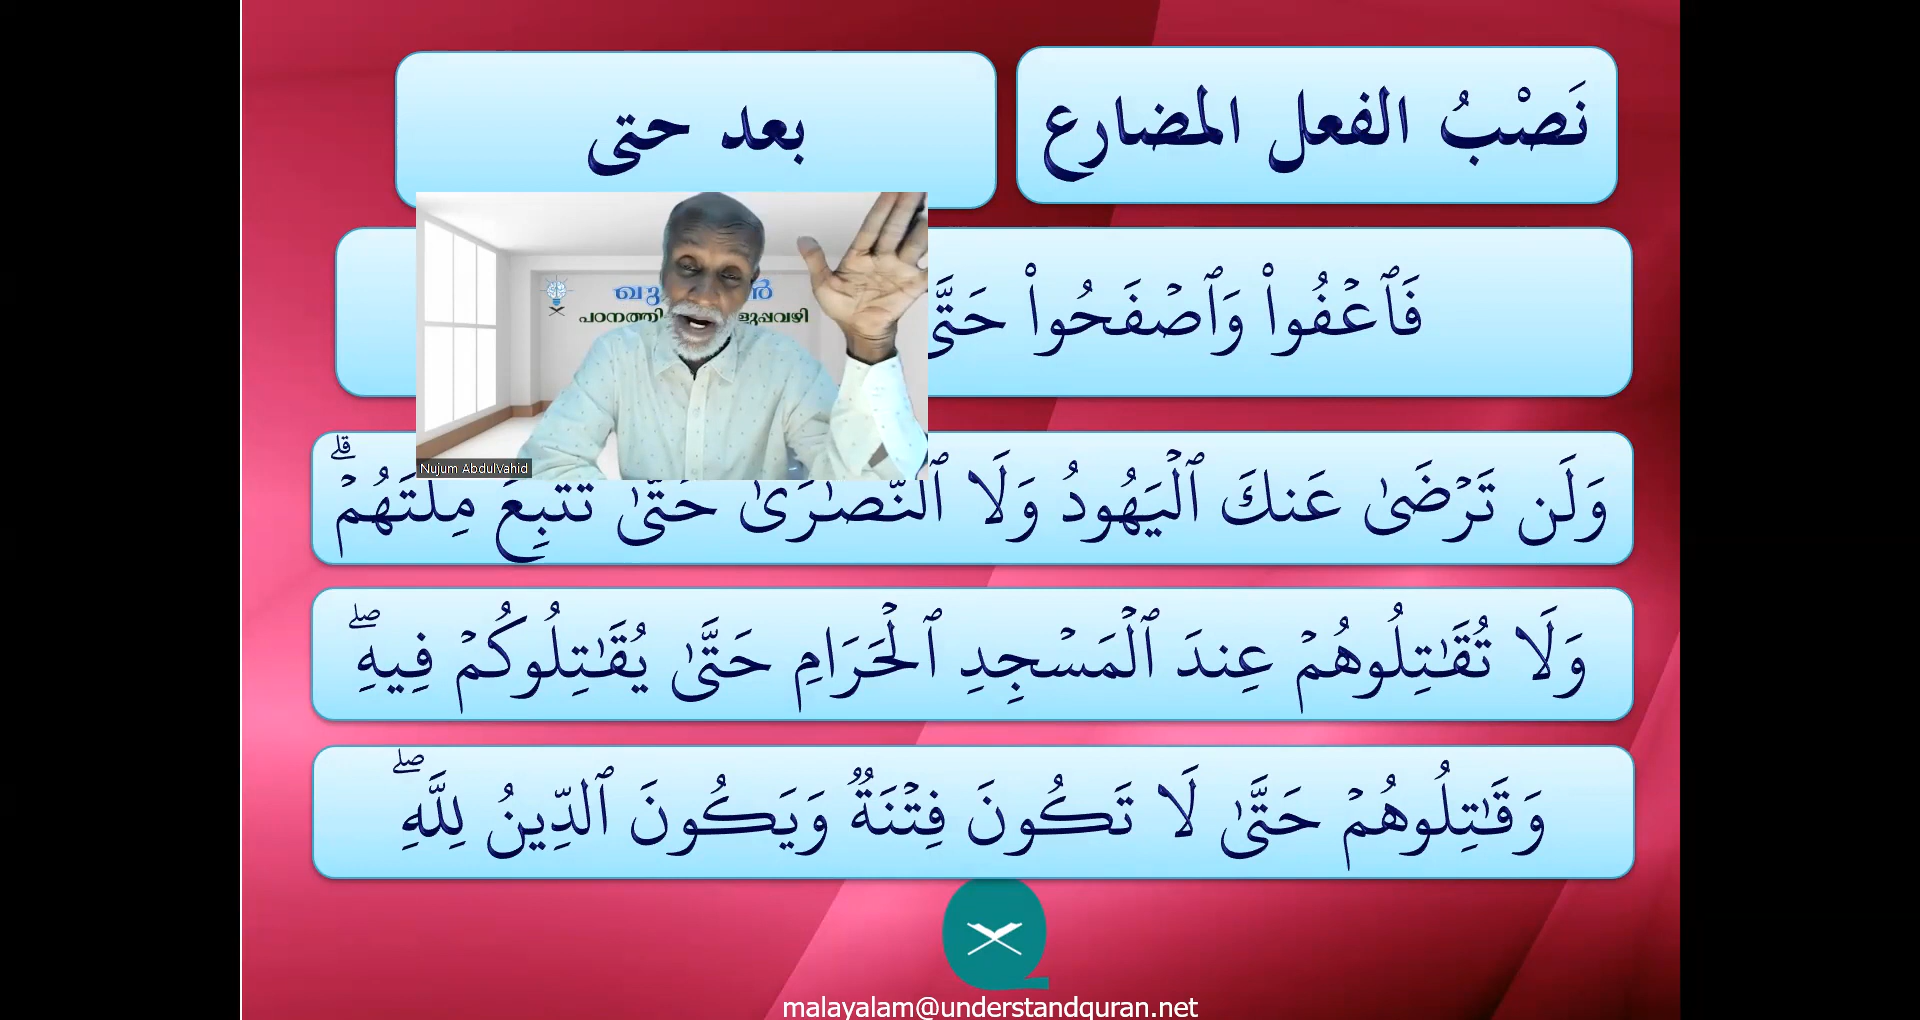 نَصْبُ الفعل المضارع
بعد حتى
فَٱعۡفُواْ وَٱصۡفَحُواْ حَتَّىٰ
وَلَن تَرۡضَىٰ عَنكَ ٱلۡيَهُودُ وَلَا ٱلنَّصَٰرَىٰ حَتَّىٰ تَتَّبِعَ مِلَّتَهُمۡۗ
وَلَا تُقَٰتِلُوهُمۡ عِندَ ٱلۡمَسۡجِدِ ٱلۡحَرَامِ حَتَّىٰ يُقَٰتِلُوكُمۡ فِيهِۖ
وَقَٰتِلُوهُمۡ حَتَّىٰ لَا تَكُونَ فِتۡنَةٌ وَيَكُونَ ٱلدِّينُ لِلَّهِۖ
Nujum AbdulVahid
malayalam@understandquran.net